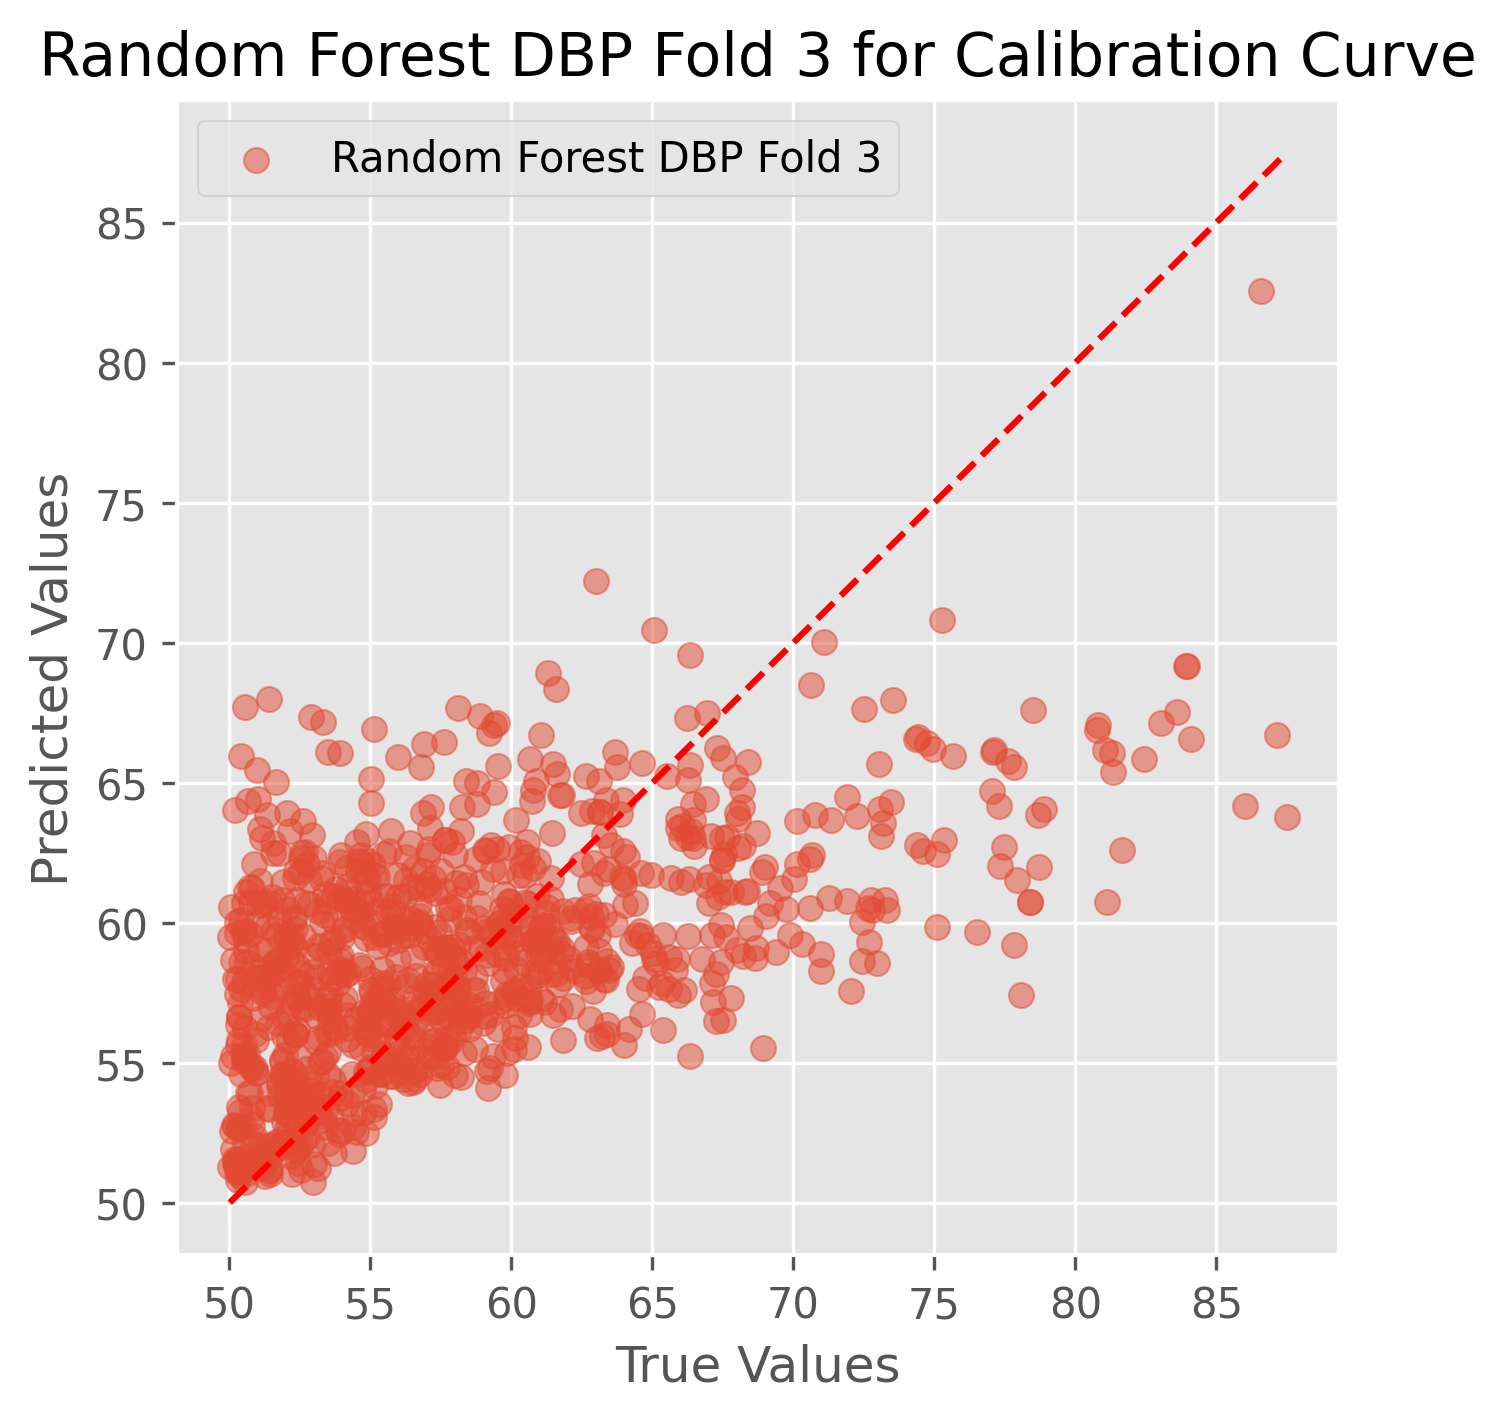 Random Forest DBP Fold 3 for Calibration Curve
Random Forest DBP Fold 3
85
80
75
70
65
60
55
50
Predicted Values
50 55 60 65 70 75 80 85
True Values